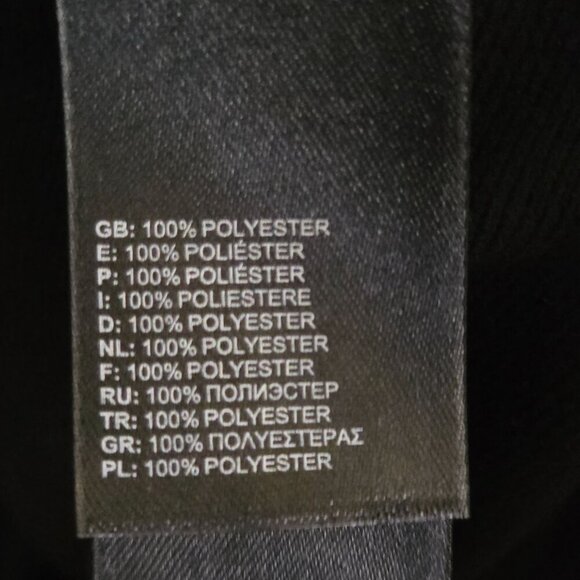 GB: 100% POLYESTER
E: 100% POLIÉSTER
P: 100% POLIÉSTER
I: 100% POLIESTERE
D: 100% POLYESTER
NL: 100% POLYESTER
F: 100% POLYESTER
RU: 100% ПОЛИЭСТЕР
TR: 100% POLYESTER
GR: 100% ΠΟΛΥΕΣΤΕΡΑΣ
PL: 100% POLYESTER